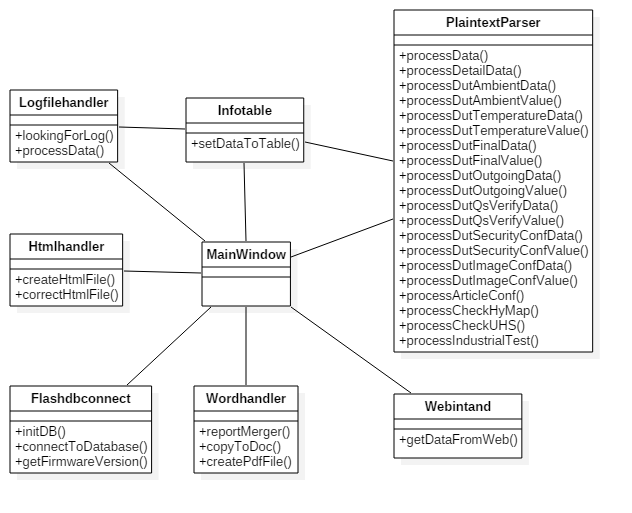 Logfilehandler
+lookingForLog()
+processData()
Infotable
+setDataToTable()
PlaintextParser
+processData()
+processDetailData()
+processDutAmbientData()
+processDutAmbientValue()
+processDutTemperatureData()
+processDutTemperatureValue()
+processDutFinalData()
+processDutFinalValue()
+processDutOutgoingData()
+processDutOutgoingValue()
+processDutQsVerifyData()
+processDutQsVerifyValue()
+processDutSecurityConfData()
+processDutSecurityConfValue()
+processDutImageConfData()
+processDutImageConfValue()
+processArticleConf()
+processCheckHyMap()
+processCheckUHS()
+processIndustrialTest()
Htmlhandler
+createHtmlFile()
+correctHtmlFile()
MainWindow
Flashdbconnect
+initDB()
+connectToDatabase()
+getFirmwareVersion()
Wordhandler
+reportMerger()
+copyToDoc()
+createPdfFile()
Webintand
+getDataFromWeb()